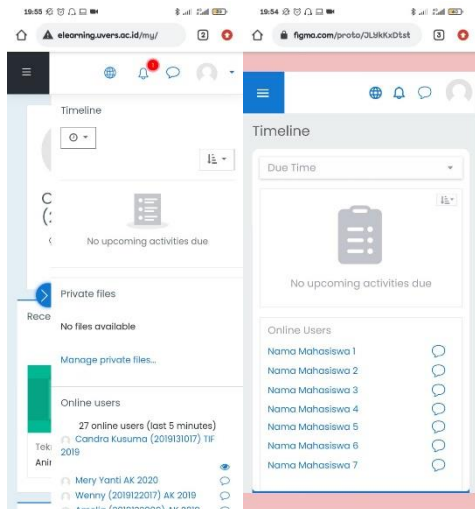 19:55
elearning.uvers.ac.id/my/
2
Timeline
No upcoming activities due
Private files
No files available
Manage private files...
Online users
27 online users (last 5 minutes)
Candra Kusuma (2019131017) TIF
2019
Mery Yanti AK 2020
Wenny (2019122017) AK 2019
C
(2
Rece
Tek
Ani
19:54
figma.com/proto/JLYkKxDtst
3
Timeline
Due Time
No upcoming activities due
Online Users
Nama Mahasiswa 1
Nama Mahasiswa 2
Nama Mahasiswa 3
Nama Mahasiswa 4
Nama Mahasiswa 5
Nama Mahasiswa 6
Nama Mahasiswa 7